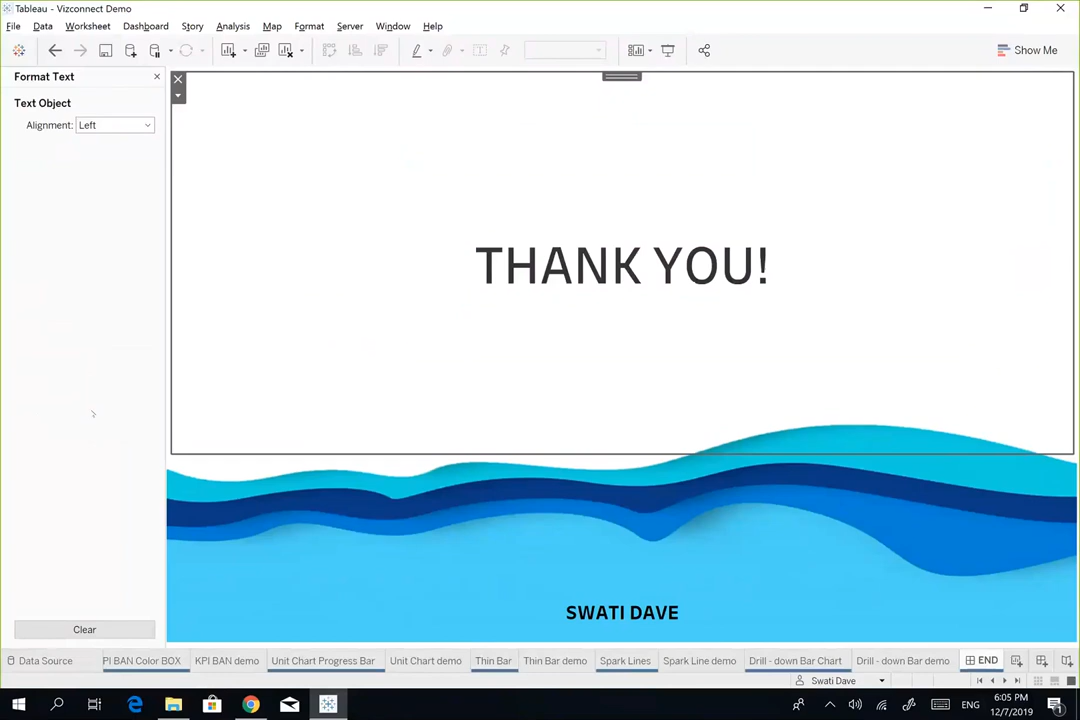 Tableau - Vizconnect Demo
File Data Worksheet Dashboard Story Analysis Map Format Server Window Help
Show Me
Format Text
Text Object
Alignment: Left
THANK YOU!
SWATI DAVE
Clear
Data Source PI BAN Color BOX KPI BAN demo Unit Chart Progress Bar Unit Chart demo Thin Bar Thin Bar demo Spark Lines Spark Line demo Drill - down Bar Chart Drill - down Bar demo END
Swati Dave
ENG
6:05 PM
12/7/2019
1